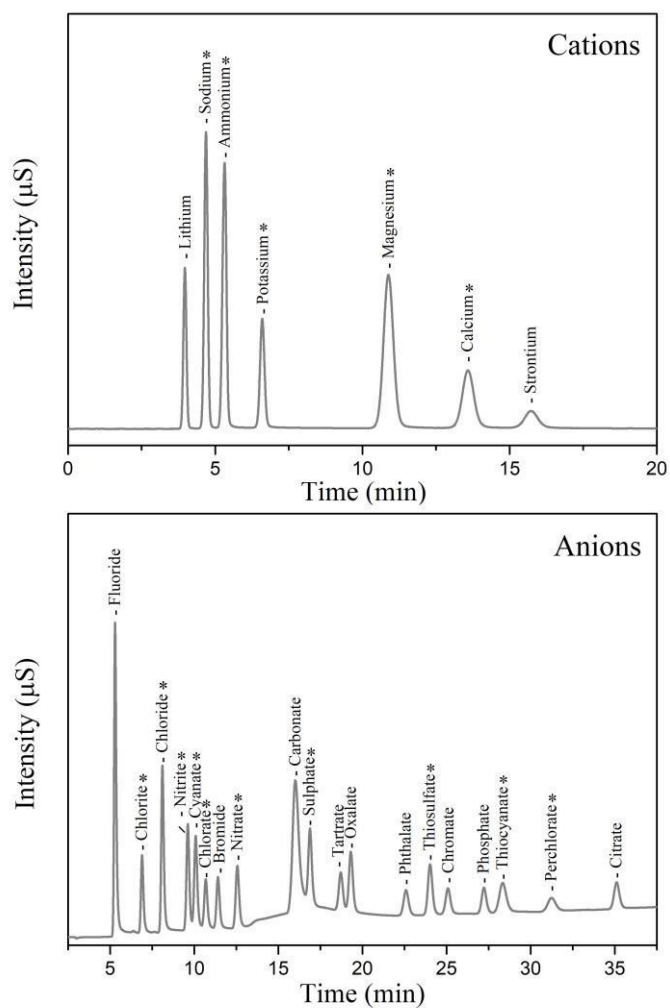 Cations
Intensity (µS)
- Lithium
- Sodium *
- Ammonium *
- Potassium *
- Magnesium *
- Calcium *
- Strontium
0 5 10 15 20
Time (min)
Anions
Intensity (µS)
- Fluoride
- Chlorite *
- Chloride *
Nitrite *
- Cyanate *
- Chlorate *
- Bromide
- Nitrate *
- Carbonate
- Sulphate *
- Tartrate
- Oxalate
- Phthalate
- Thiosulfate *
- Chromate
- Phosphate
- Thiocyanate *
- Perchlorate *
- Citrate
5 10 15 20 25 30 35
Time (min)